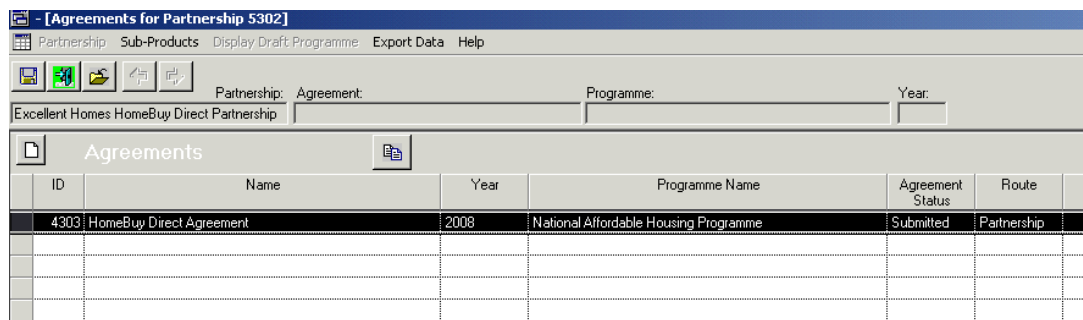 - [Agreements for Partnership 5302]
Partnership Sub-Products Display Draft Programme Export Data Help
Partnership: Agreement: Programme: Year:
Excellent Homes HomeBuy Direct Partnership
Agreements
ID Name Year Programme Name Agreement Status Route
4303 HomeBuy Direct Agreement 2008 National Affordable Housing Programme Submitted Partnership